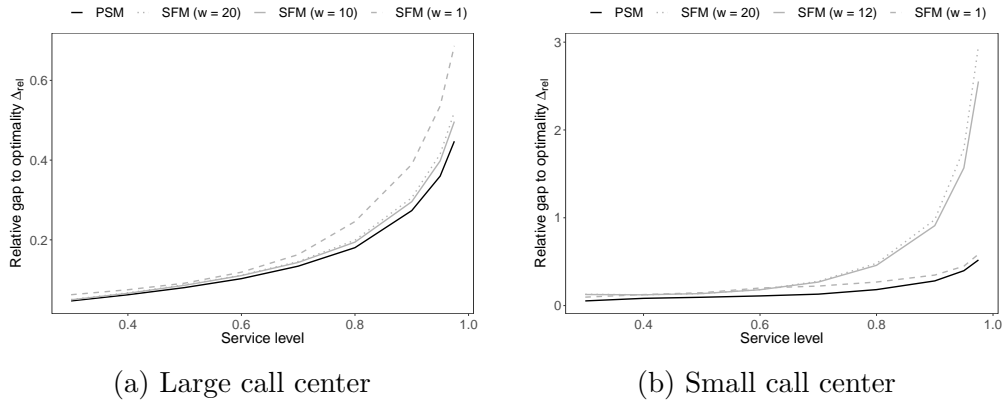 PSM SFM (w = 20) SFM (w = 10) SFM (w = 1)
Relative gap to optimality Δrel
0.6
0.4
0.2
0.4 0.6 0.8 1.0
Service level
(a) Large call center
PSM SFM (w = 20) SFM (w = 12) SFM (w = 1)
Relative gap to optimality Δrel
3
2
1
0
0.4 0.6 0.8 1.0
Service level
(b) Small call center